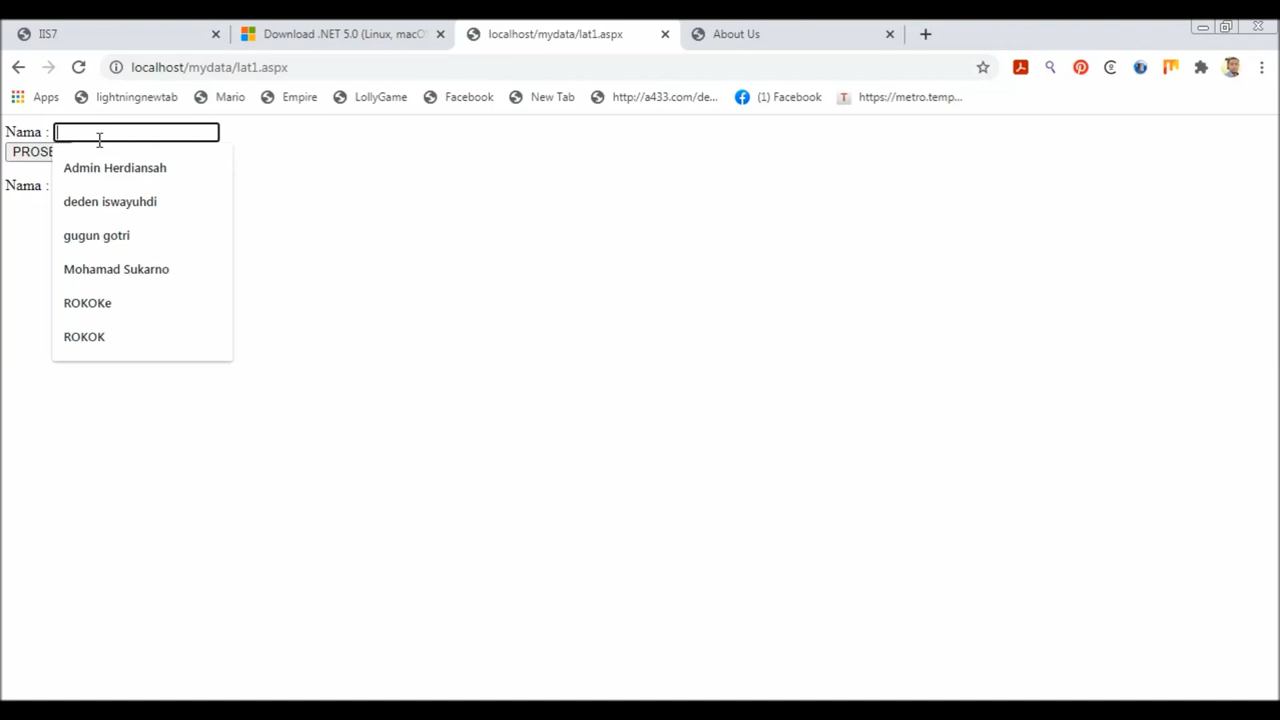 IIS7
Download .NET 5.0 (Linux, macO
localhost/mydata/lat1.aspx
About Us
localhost/mydata/lat1.aspx
Apps
lightningnewtab
Mario
Empire
LollyGame
Facebook
New Tab
http://a433.com/de...
(1) Facebook
T
https://metro.temp...
Nama :
PROSE
Nama :
Admin Herdiansah
deden iswayuhdi
gugun gotri
Mohamad Sukarno
ROKOKe
ROKOK